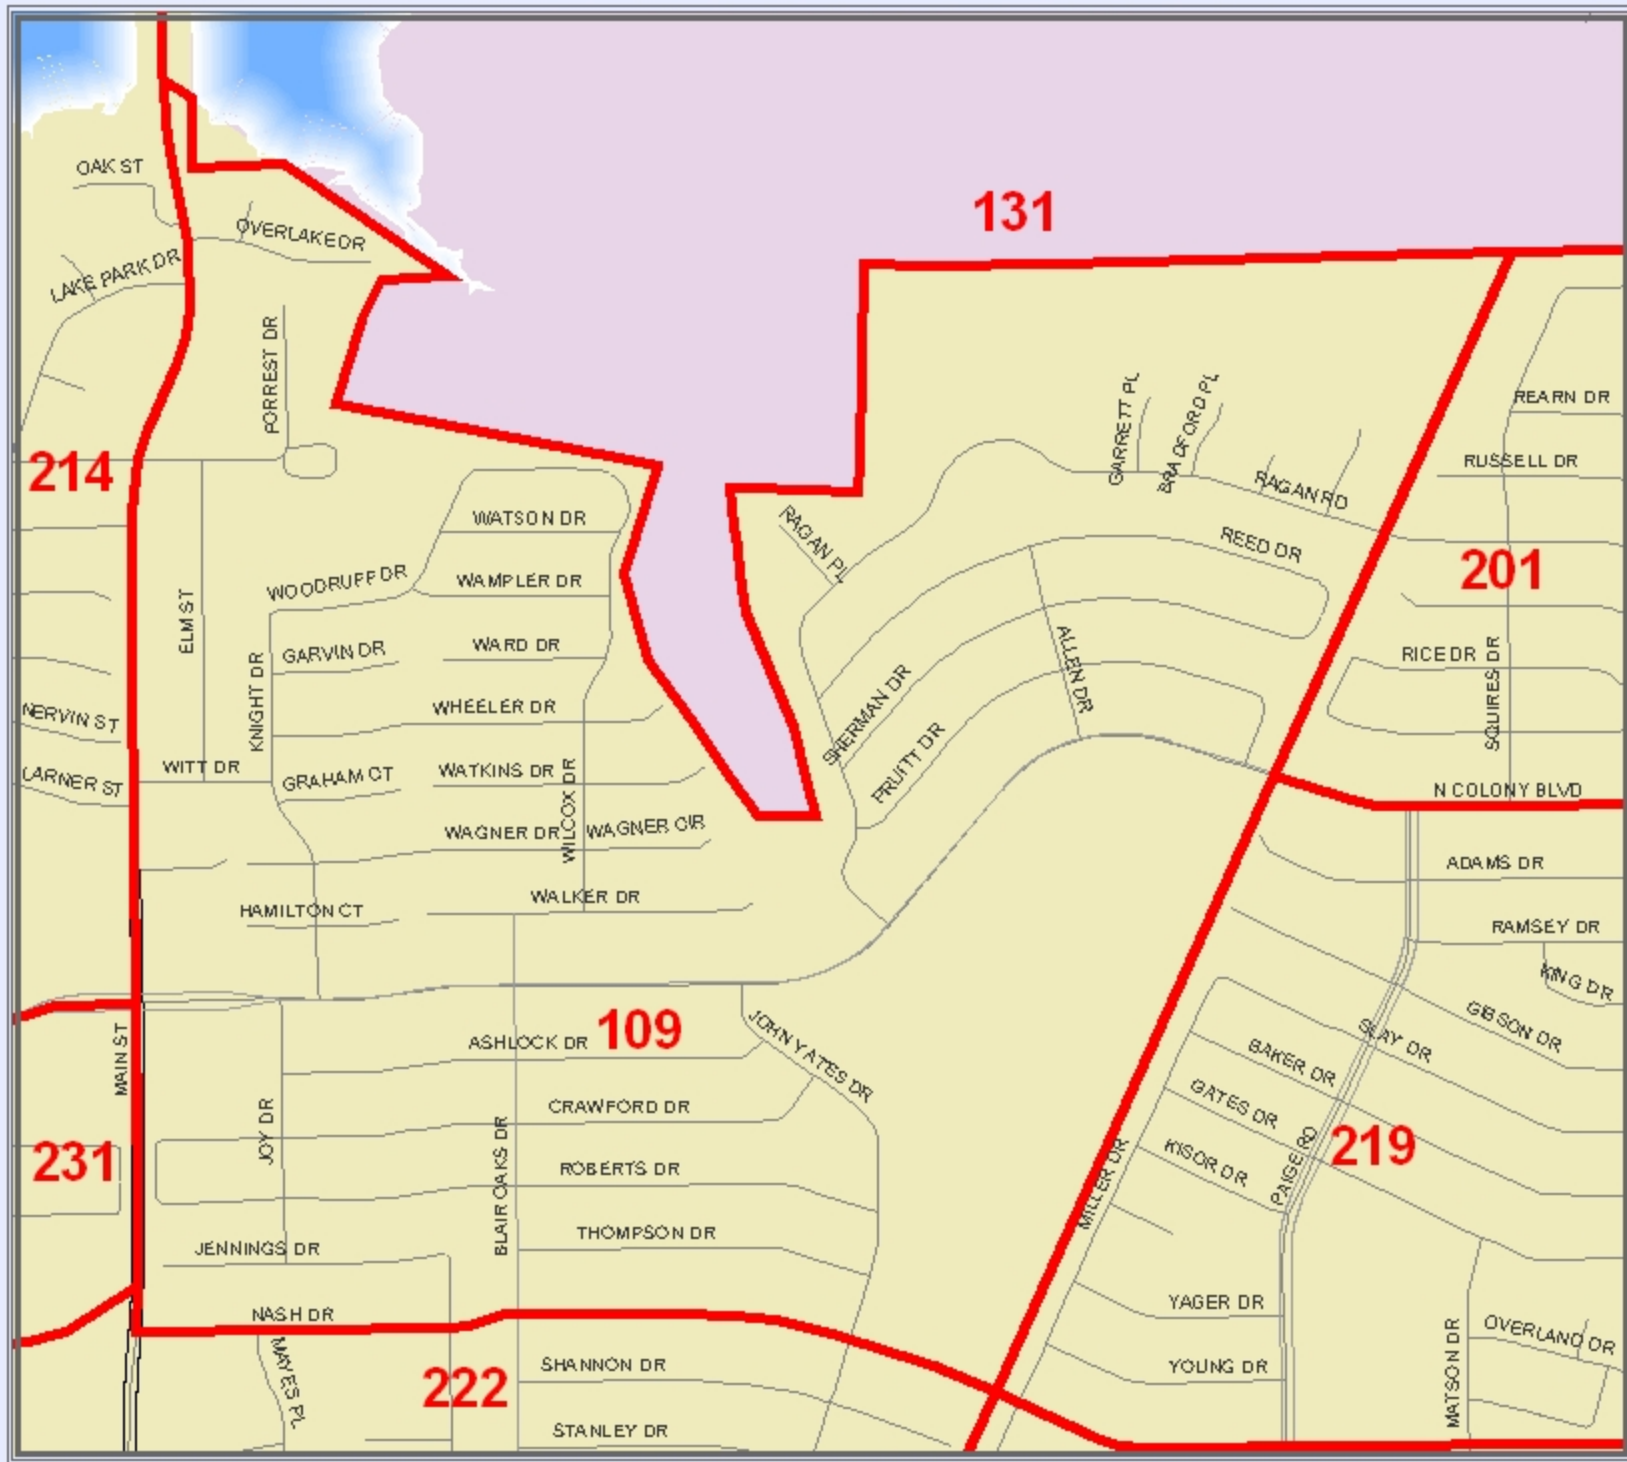 OAK ST
131
OVERLAKE DR
LAKE PARK DR
FORREST DR
GARRETT PL
BRADFORD PL
REARN DR
214
RUSSELL DR
RAGAN RD
WATSON DR
RAGAN PL
REED DR
201
WOODRUFF DR
WAMPLER DR
ELM ST
GARVIN DR
WARD DR
ALLEN DR
RICE DR
SQUIRES DR
KNIGHT DR
WHEELER DR
SHERMAN DR
NERVIN ST
PRUITT DR
WITT DR
LARNER ST
GRAHAM CT
WATKINS DR
WILCOX DR
N COLONY BLVD
WAGNER DR
WAGNER CIR
ADAMS DR
HAMILTON CT
WALKER DR
RAMSEY DR
KING DR
MAIN ST
109
ASHLOCK DR
JOHN YATES DR
GIBSON DR
SLAY DR
BAKER DR
GATES DR
CRAWFORD DR
JOY DR
231
BLAIR OAKS DR
ROBERTS DR
MILLER DR
KISOR DR
PAIGE RD
219
THOMPSON DR
JENNINGS DR
NASH DR
YAGER DR
MATSON DR
OVERLAND DR
MAYES PL
222
SHANNON DR
YOUNG DR
STANLEY DR